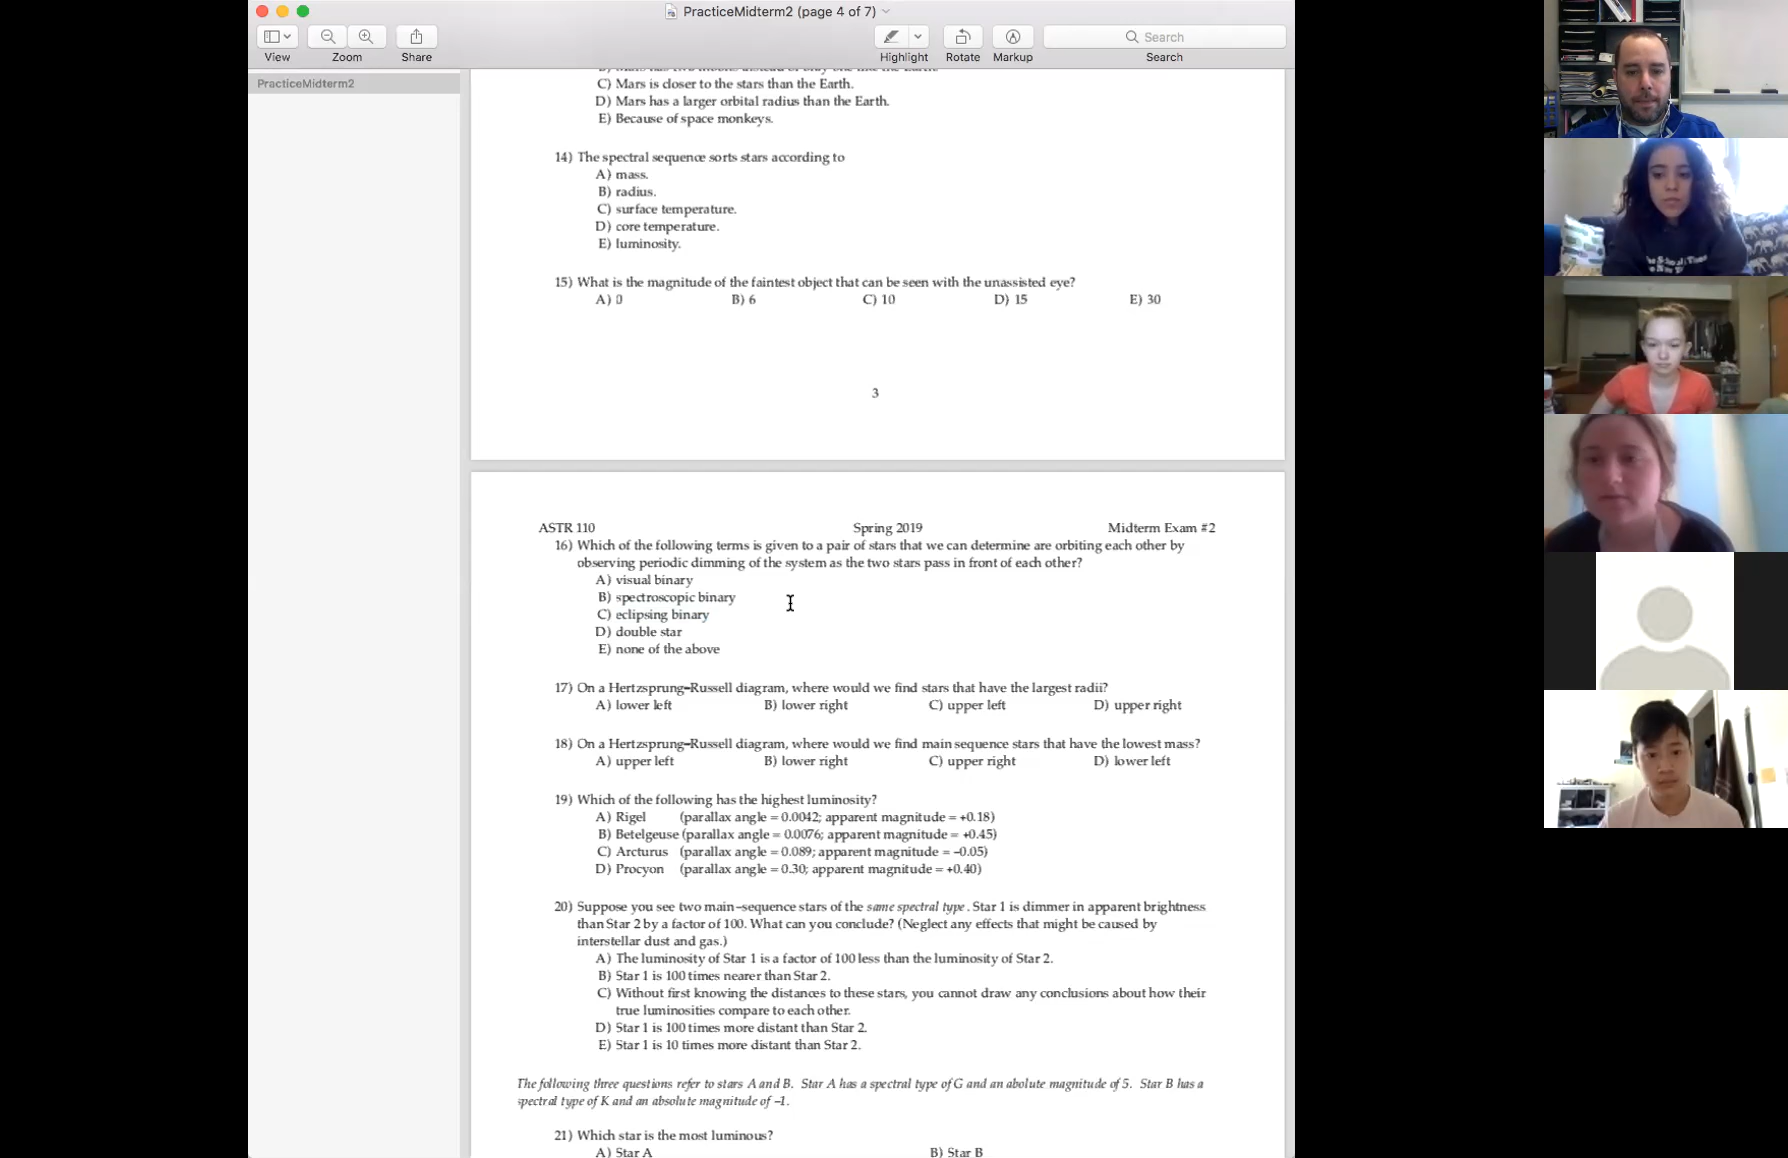 PracticeMidterm2 (page 4 of 7)
View
Zoom
Share
Highlight
Rotate
Markup
Search
Search
PracticeMidterm2
C) Mars is closer to the stars than the Earth.
D) Mars has a larger orbital radius than the Earth.
E) Because of space monkeys.
14) The spectral sequence sorts stars according to
A) mass.
B) radius.
C) surface temperature.
D) core temperature.
E) luminosity.
15) What is the magnitude of the faintest object that can be seen with the unassisted eye?
A) 0 B) 6 C) 10 D) 15 E) 30
3
ASTR 110 Spring 2019 Midterm Exam #2
16) Which of the following terms is given to a pair of stars that we can determine are orbiting each other by
observing periodic dimming of the system as the two stars pass in front of each other?
A) visual binary
B) spectroscopic binary
C) eclipsing binary
D) double star
E) none of the above
17) On a Hertzsprung-Russell diagram, where would we find stars that have the largest radii?
A) lower left B) lower right C) upper left D) upper right
18) On a Hertzsprung-Russell diagram, where would we find main sequence stars that have the lowest mass?
A) upper left B) lower right C) upper right D) lower left
19) Which of the following has the highest luminosity?
A) Rigel (parallax angle = 0.0042; apparent magnitude = +0.18)
B) Betelgeuse (parallax angle = 0.0076; apparent magnitude = +0.45)
C) Arcturus (parallax angle = 0.089; apparent magnitude = -0.05)
D) Procyon (parallax angle = 0.30; apparent magnitude = +0.40)
20) Suppose you see two main-sequence stars of the same spectral type. Star 1 is dimmer in apparent brightness
than Star 2 by a factor of 100. What can you conclude? (Neglect any effects that might be caused by
interstellar dust and gas.)
A) The luminosity of Star 1 is a factor of 100 less than the luminosity of Star 2.
B) Star 1 is 100 times nearer than Star 2.
C) Without first knowing the distances to these stars, you cannot draw any conclusions about how their
true luminosities compare to each other.
D) Star 1 is 100 times more distant than Star 2.
E) Star 1 is 10 times more distant than Star 2.
The following three questions refer to stars A and B. Star A has a spectral type of G and an abolute magnitude of 5. Star B has a
spectral type of K and an absolute magnitude of -1.
21) Which star is the most luminous?
A) Star A B) Star B